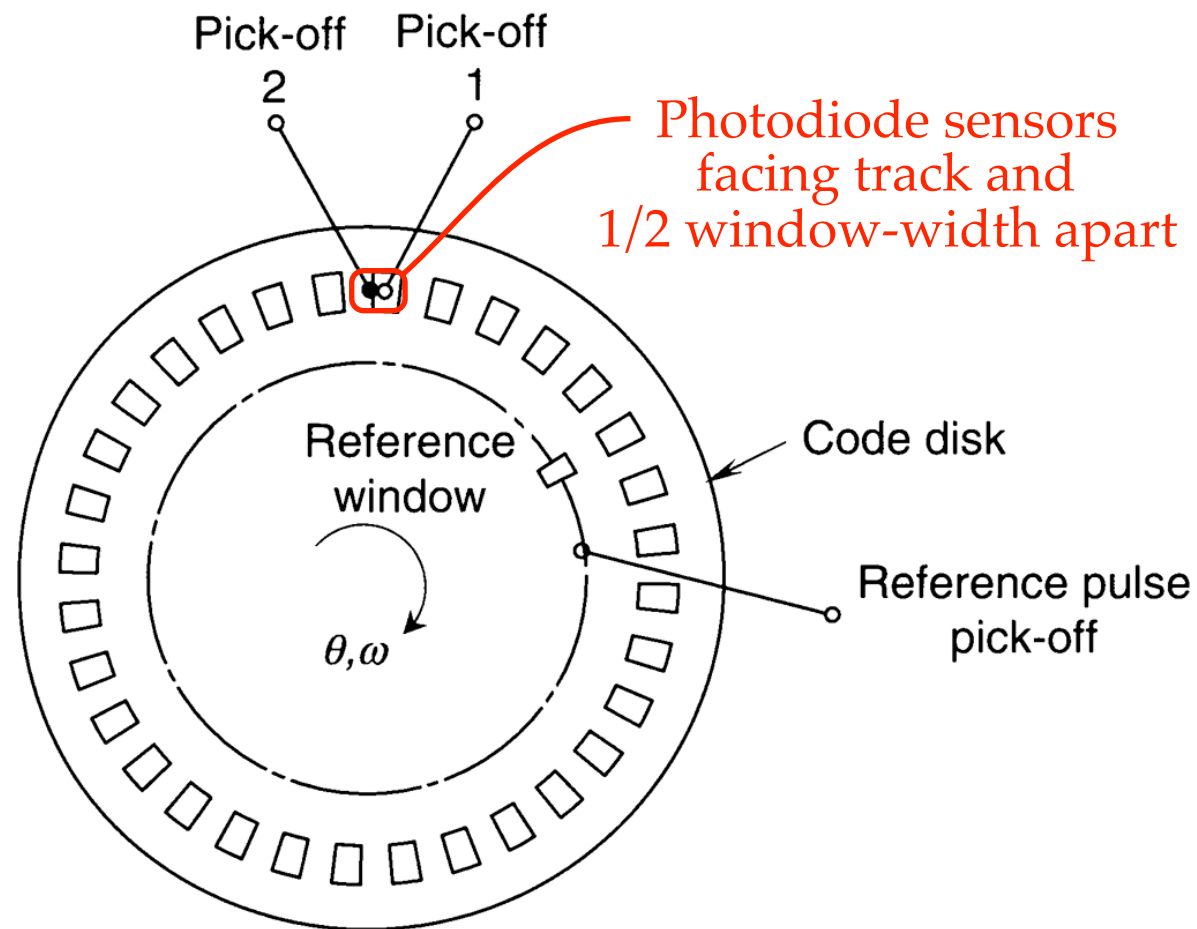 Pick-off
2
Pick-off
1
Photodiode sensors
facing track and
1/2 window-width apart
Reference
window
Code disk
Reference pulse
pick-off
θ,ω